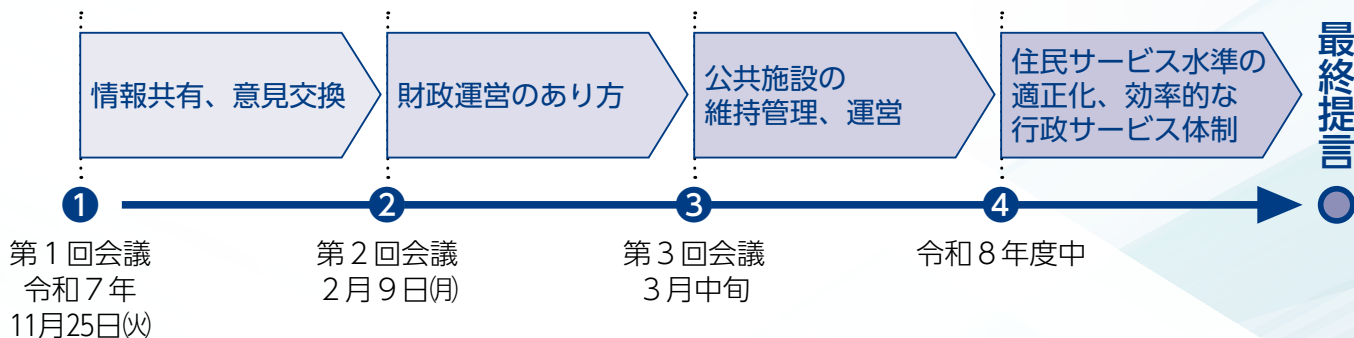 情報共有、意見交換
財政運営のあり方
公共施設の
維持管理、運営
住民サービス水準の
適正化、効率的な
行政サービス体制
最終提言
1
2
3
4
第1回会議
令和7年
11月25日㈫
第2回会議
2月9日㈪
第3回会議
3月中旬
令和8年度中